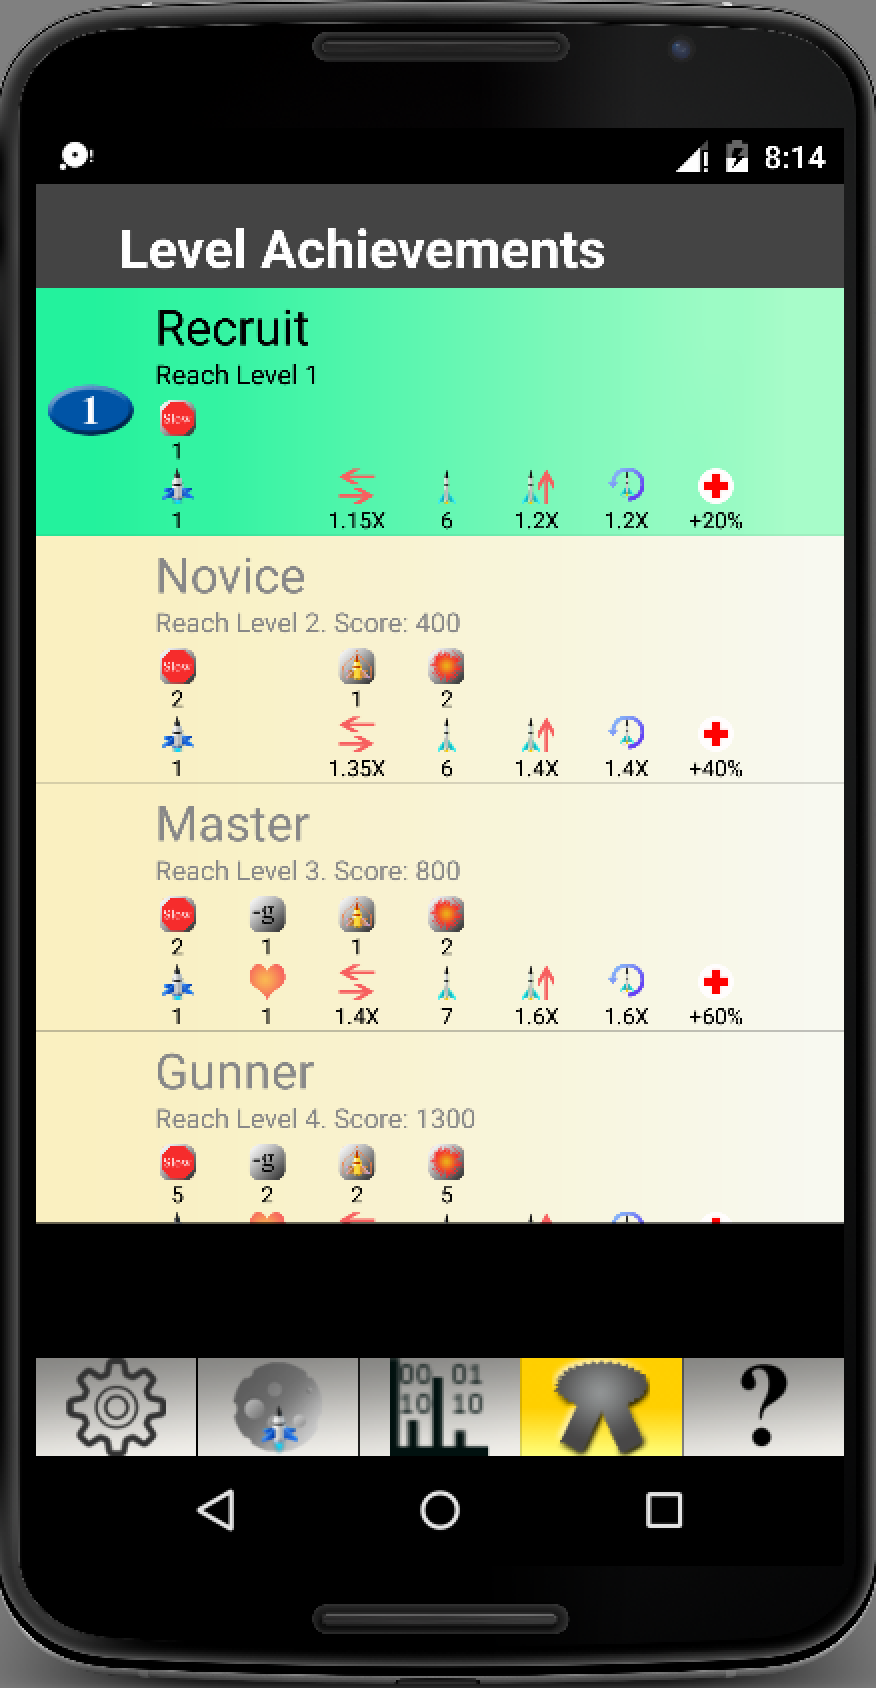 8:14
Level Achievements
Recruit
Reach Level 1
1
Slow
1
1 1.15X 6 1.2X 1.2X +20%
Novice
Reach Level 2. Score: 400
Slow
2 1 2
1 1.35X 6 1.4X 1.4X +40%
Master
Reach Level 3. Score: 800
Slow -g
2 1 1 2
1 1 1.4X 7 1.6X 1.6X +60%
Gunner
Reach Level 4. Score: 1300
Slow -g
5 2 2 5
00 01
10 10
?